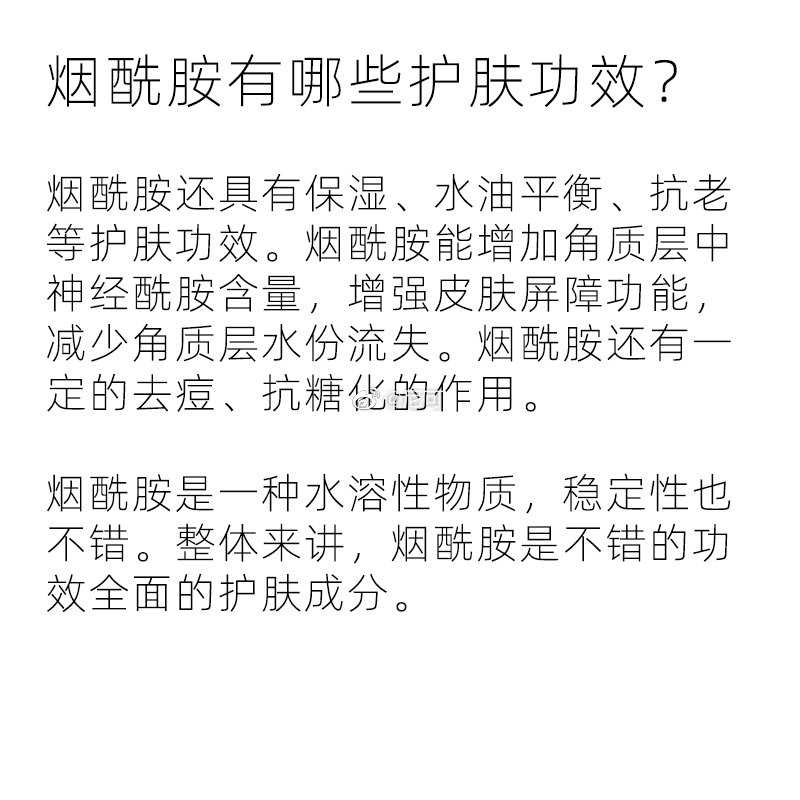 烟酰胺有哪些护肤功效？
烟酰胺还具有保湿、水油平衡、抗老
等护肤功效。烟酰胺能增加角质层中
神经酰胺含量，增强皮肤屏障功能，
减少角质层水份流失。烟酰胺还有一
定的去痘、抗糖化的作用。
烟酰胺是一种水溶性物质，稳定性也
不错。整体来讲，烟酰胺是不错的功
效全面的护肤成分。